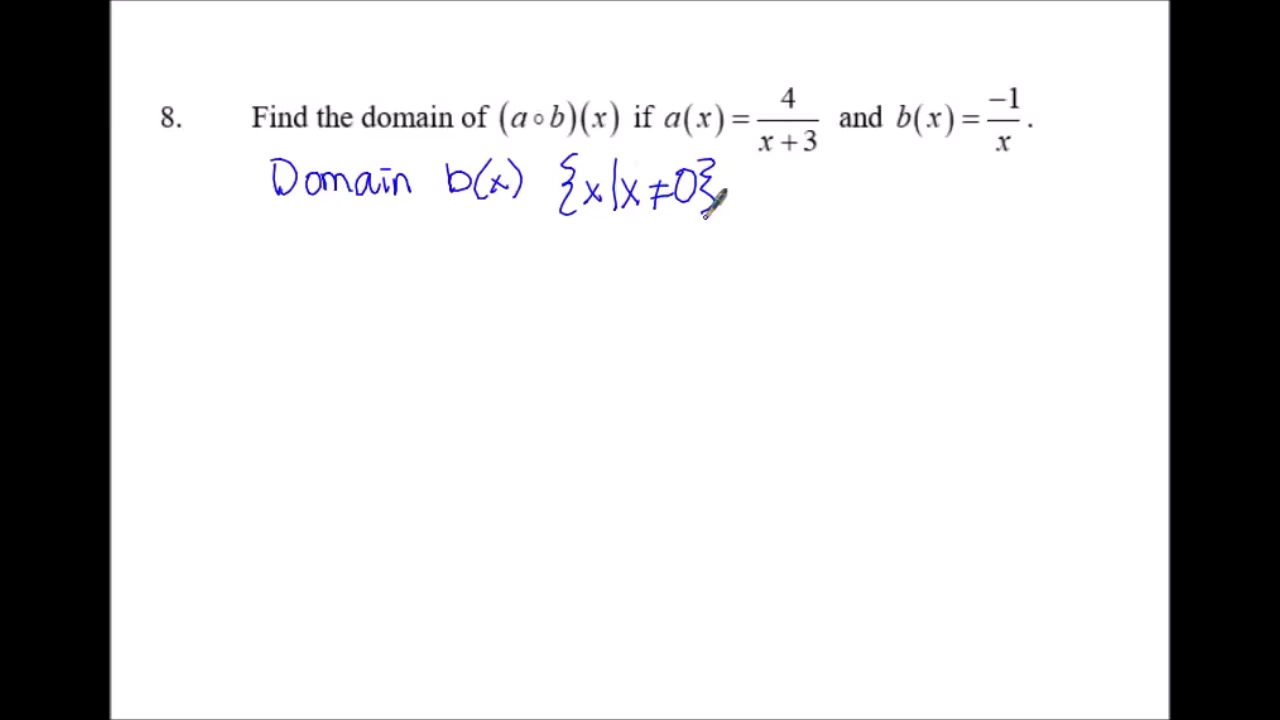 8. Find the domain of (a∘b)(x) if a(x) = 4/(x+3) and b(x) = −1/x.
Domain b(x) {x|x≠0}